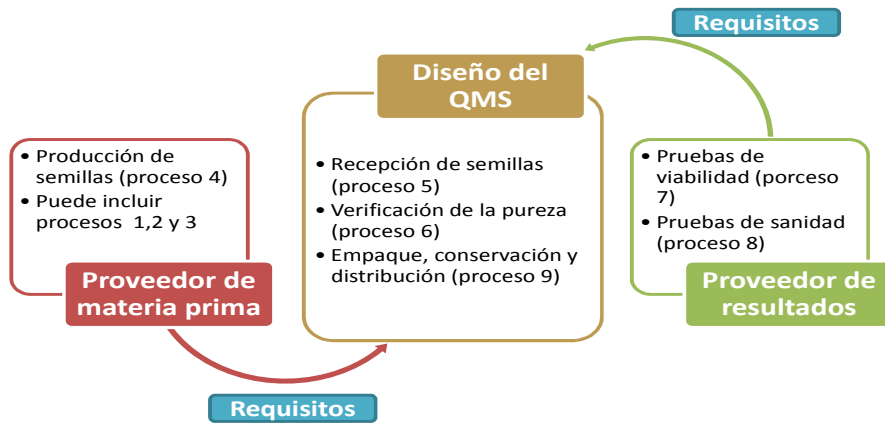 Requisitos
Diseño del
QMS
• Producción de
semillas (proceso 4)
• Puede incluir
procesos 1,2 y 3
Proveedor de
materia prima
• Recepción de semillas
(proceso 5)
• Verificación de la pureza
(proceso 6)
• Empaque, conservación y
distribución (proceso 9)
• Pruebas de
viabilidad (porceso
7)
• Pruebas de sanidad
(proceso 8)
Proveedor de
resultados
Requisitos